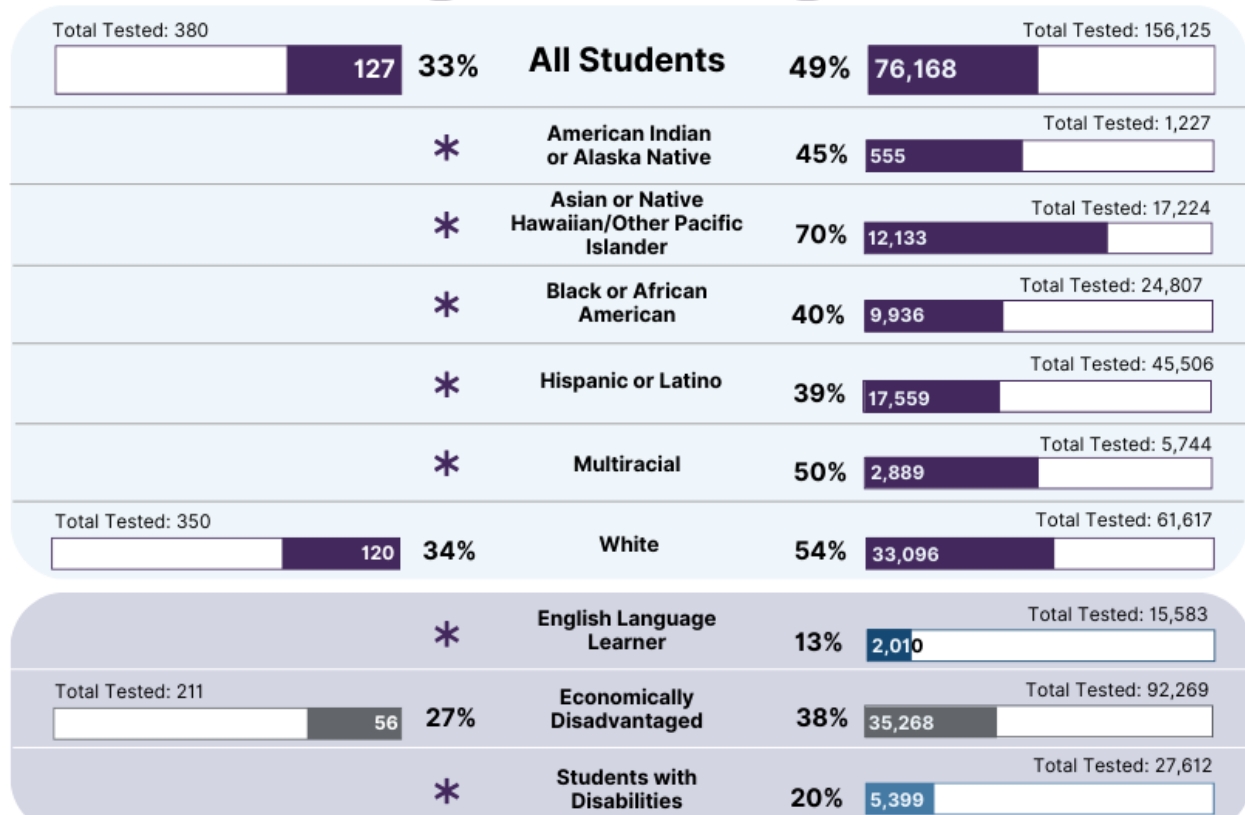 Total Tested: 380
127 33% All Students 49% 76,168
Total Tested: 156,125
* American Indian
or Alaska Native
45% 555
Total Tested: 1,227
* Asian or Native
Hawaiian/Other Pacific
Islander
70% 12,133
Total Tested: 17,224
* Black or African
American
40% 9,936
Total Tested: 24,807
* Hispanic or Latino
39% 17,559
Total Tested: 45,506
* Multiracial
50% 2,889
Total Tested: 5,744
Total Tested: 350
120 34% White 54% 33,096
Total Tested: 61,617
* English Language
Learner
13% 2,010
Total Tested: 15,583
Total Tested: 211
56 27% Economically
Disadvantaged
38% 35,268
Total Tested: 92,269
* Students with
Disabilities
20% 5,399
Total Tested: 27,612